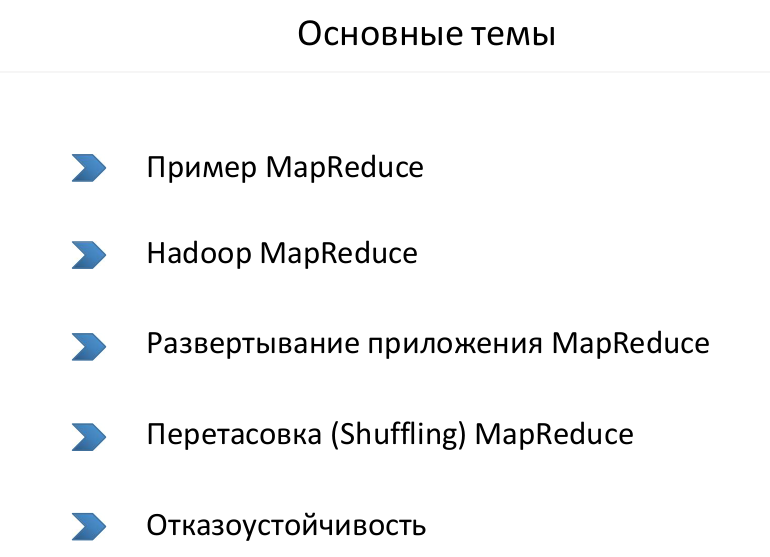 Основные темы
Пример MapReduce
Hadoop MapReduce
Развертывание приложения MapReduce
Перетасовка (Shuffling) MapReduce
Отказоустойчивость